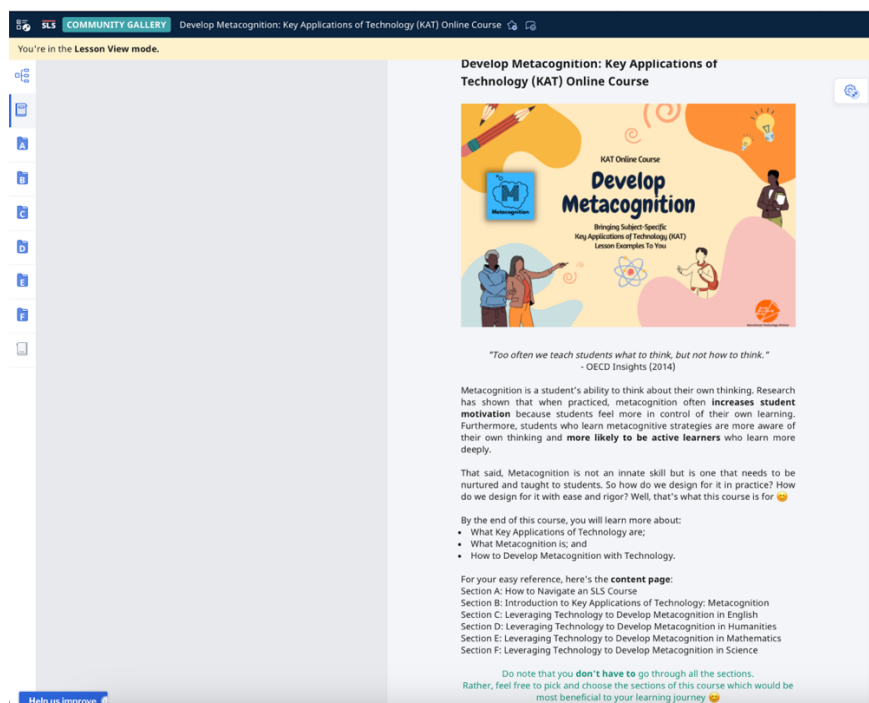 SLS COMMUNITY GALLERY Develop Metacognition: Key Applications of Technology (KAT) Online Course
You're in the Lesson View mode.
A
B
C
D
E
F
Develop Metacognition: Key Applications of
Technology (KAT) Online Course
KAT Online Course
Develop
Metacognition
M
Metacognition
Bringing Subject-Specific
Key Applications of Technology (KAT)
Lesson Examples To You
"Too often we teach students what to think, but not how to think."
- OECD Insights (2014)
Metacognition is a student's ability to think about their own thinking. Research
has shown that when practiced, metacognition often increases student
motivation because students feel more in control of their own learning.
Furthermore, students who learn metacognitive strategies are more aware of
their own thinking and more likely to be active learners who learn more
deeply.
That said, Metacognition is not an innate skill but is one that needs to be
nurtured and taught to students. So how do we design for it in practice? How
do we design for it with ease and rigor? Well, that's what this course is for 😊
By the end of this course, you will learn more about:
• What Key Applications of Technology are;
• What Metacognition is; and
• How to Develop Metacognition with Technology.
For your easy reference, here's the content page:
Section A: How to Navigate an SLS Course
Section B: Introduction to Key Applications of Technology: Metacognition
Section C: Leveraging Technology to Develop Metacognition in English
Section D: Leveraging Technology to Develop Metacognition in Humanities
Section E: Leveraging Technology to Develop Metacognition in Mathematics
Section F: Leveraging Technology to Develop Metacognition in Science
Do note that you don't have to go through all the sections.
Rather, feel free to pick and choose the sections of this course which would be
most beneficial to your learning journey 😊
Help us improve